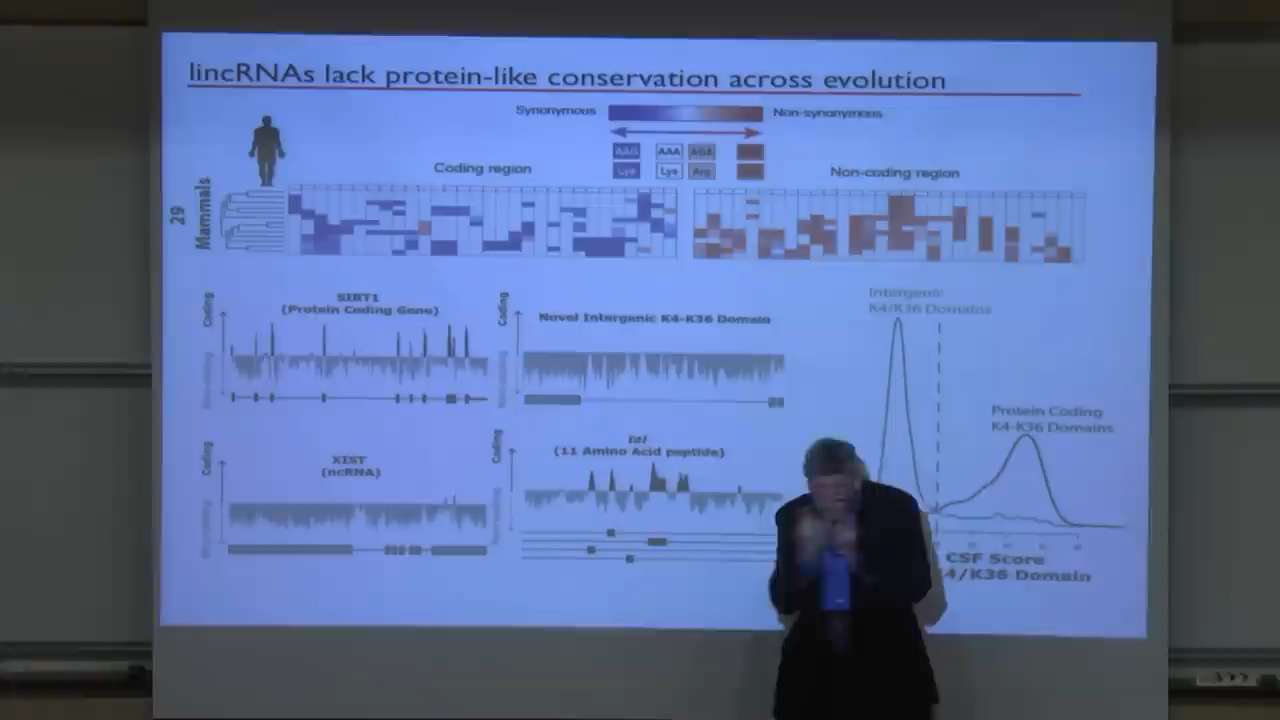 lincRNAs lack protein-like conservation across evolution
Synonymous
Non-synonymous
AAG AAA AGA
Lys Lys Arg
Coding region
Non-coding region
29
Mammals
SIRT1
(Protein Coding Gene)
Coding
Novel Intergenic K4-K36 Domain
Coding
Intergenic
K4/K36 Domains
Protein Coding
K4-K36 Domains
XIST
(ncRNA)
Coding
(11 Amino Acid peptide)
Coding
CSF Score
4/K36 Domain